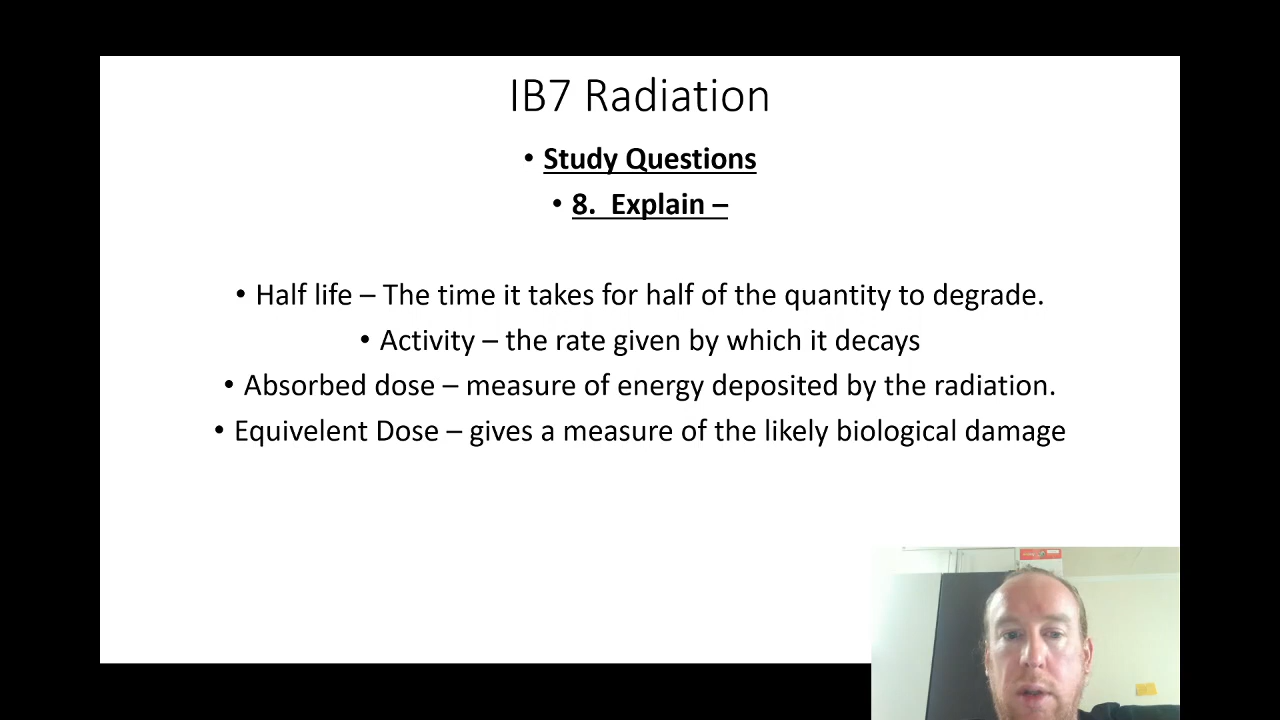 IB7 Radiation
• Study Questions
• 8.  Explain –
• Half life – The time it takes for half of the quantity to degrade.
• Activity – the rate given by which it decays
• Absorbed dose – measure of energy deposited by the radiation.
• Equivelent Dose – gives a measure of the likely biological damage